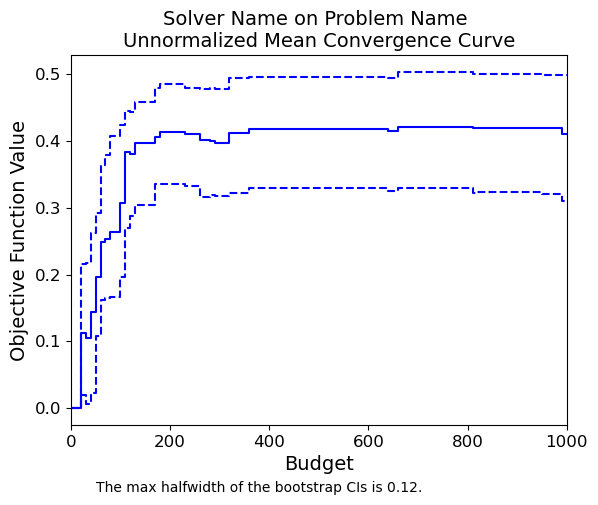 Solver Name on Problem Name
Unnormalized Mean Convergence Curve
Objective Function Value
0.5
0.4
0.3
0.2
0.1
0.0
0 200 400 600 800 1000
Budget
The max halfwidth of the bootstrap CIs is 0.12.